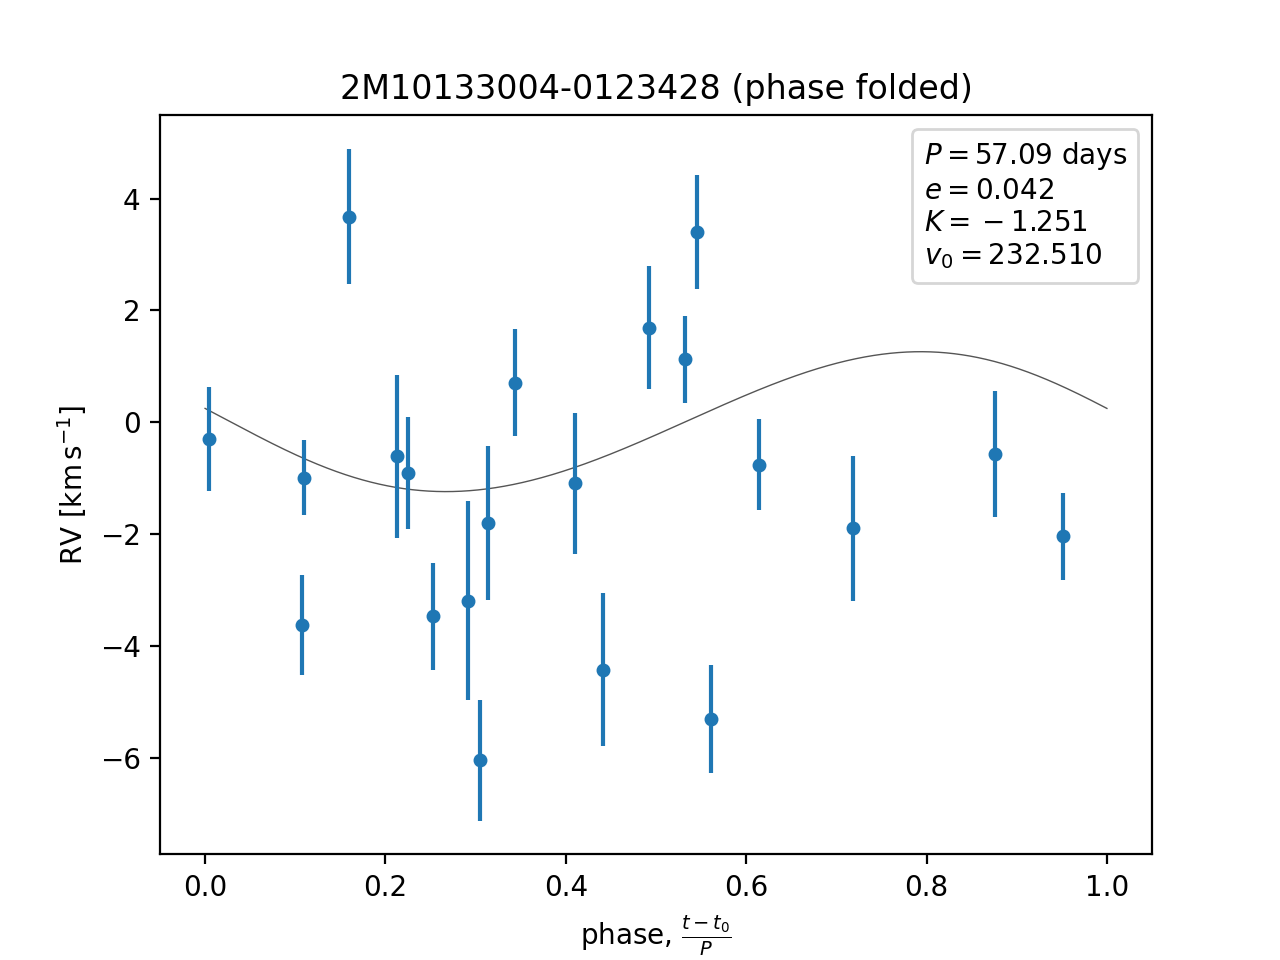 2M10133004-0123428 (phase folded)
P = 57.09 days
e = 0.042
K = −1.251
v₀ = 232.510
4
2
0
−2
−4
−6
RV [km s⁻¹]
0.0 0.2 0.4 0.6 0.8 1.0
phase, (t − t₀)/P